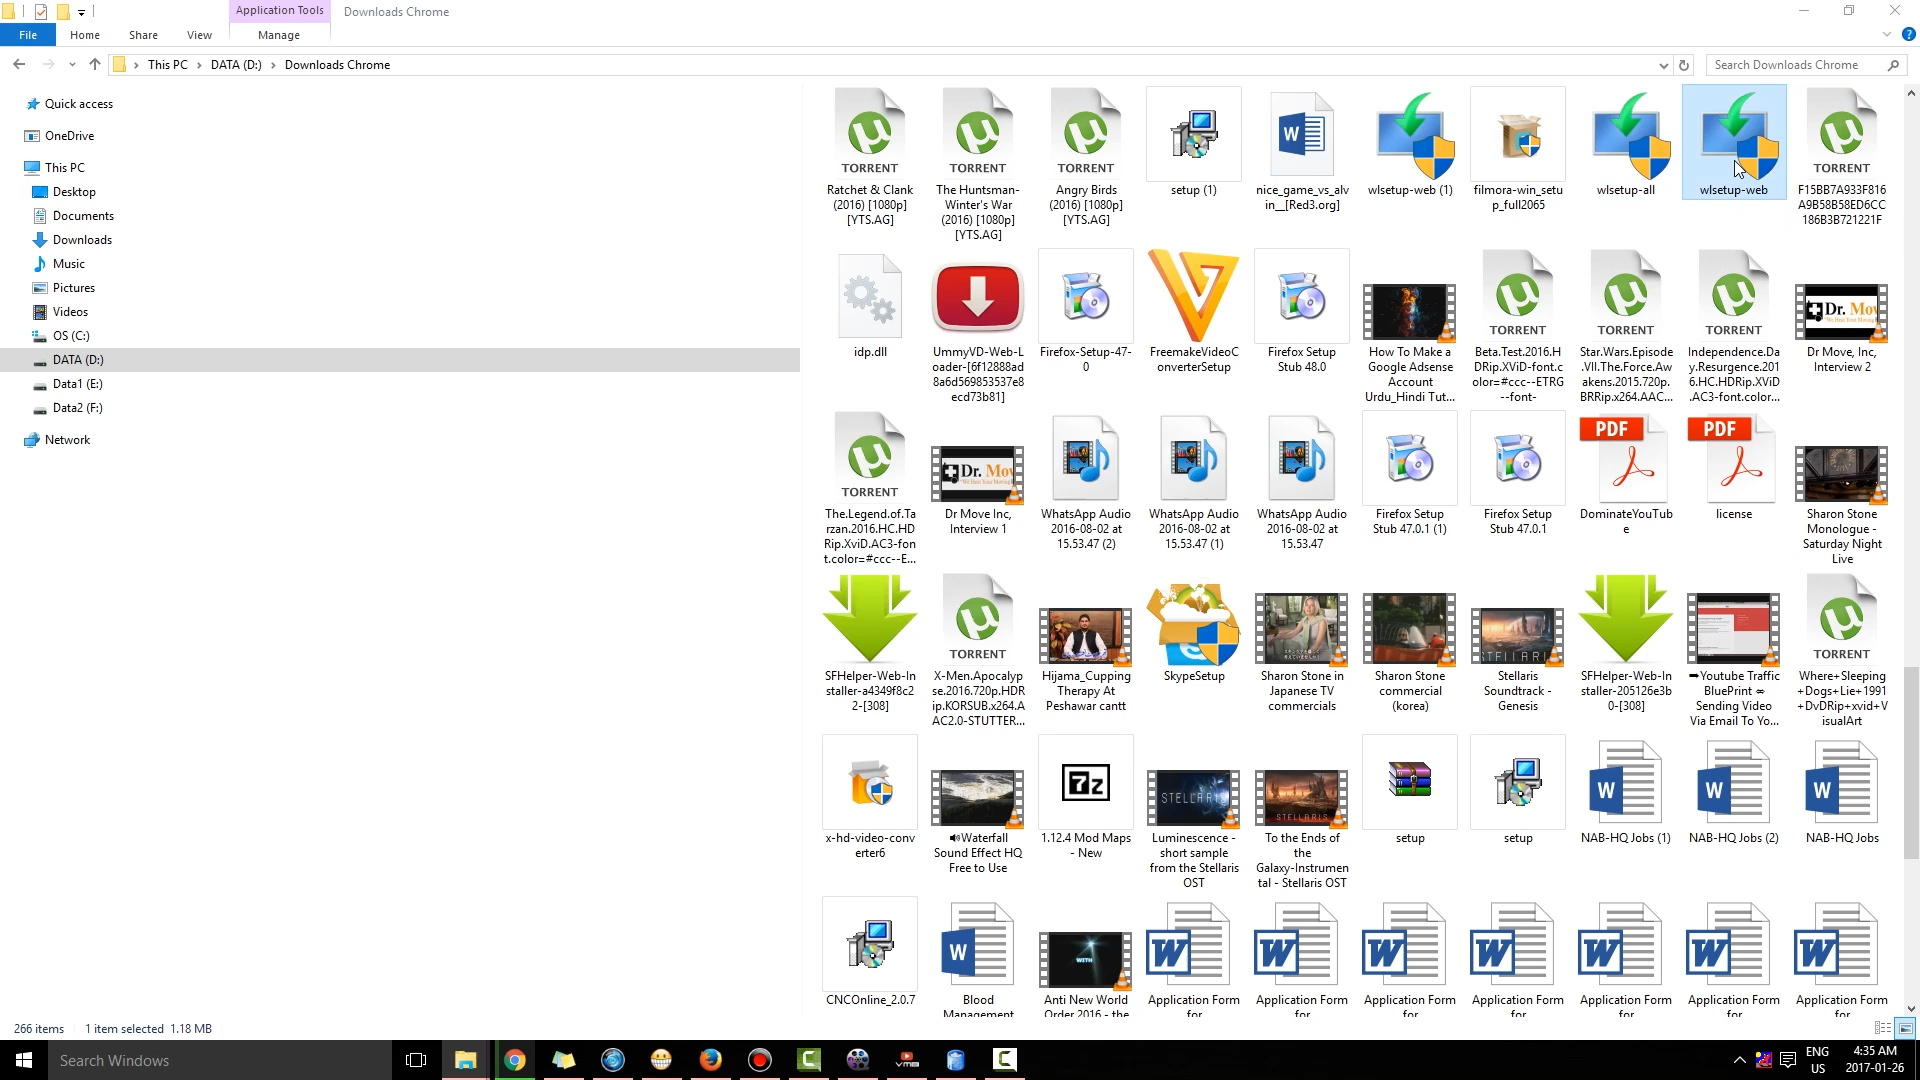 Application Tools
Downloads Chrome
File
Home
Share
View
Manage
This PC
DATA (D:)
Downloads Chrome
Search Downloads Chrome
Quick access
OneDrive
This PC
Desktop
Documents
Downloads
Music
Pictures
Videos
OS (C:)
DATA (D:)
Data1 (E:)
Data2 (F:)
Network
TORRENT
Ratchet & Clank
(2016) [1080p]
[YTS.AG]
TORRENT
The Huntsman-
Winter's War
(2016) [1080p]
[YTS.AG]
TORRENT
Angry Birds
(2016) [1080p]
[YTS.AG]
setup (1)
W
nice_game_vs_alv
in__[Red3.org]
wlsetup-web (1)
filmora-win_setu
p_full2065
wlsetup-all
wlsetup-web
TORRENT
F15BB7A933F816
A9B58B58ED6CC
186B3B721221F
idp.dll
UmmyVD-Web-L
oader-[6f12888ad
8a6d569853537e8
ecd73b81]
Firefox-Setup-47-
0
FreemakeVideoC
onverterSetup
Firefox Setup
Stub 48.0
How To Make a
Google Adsense
Account
Urdu_Hindi Tut...
TORRENT
Beta.Test.2016.H
DRip.XViD-font.c
olor=#ccc--ETRG
--font-
TORRENT
Star.Wars.Episode
.VII.The.Force.Aw
akens.2015.720p.
BRRip.x264.AAC...
TORRENT
Independence.Da
y.Resurgence.201
6.HC.HDRip.XViD
.AC3-font.color...
Dr. Mov
Dr Move, Inc,
Interview 2
TORRENT
The.Legend.of.Ta
rzan.2016.HC.HD
Rip.XviD.AC3-fon
t.color=#ccc--E...
Dr. Mov
Dr Move Inc,
Interview 1
WhatsApp Audio
2016-08-02 at
15.53.47 (2)
WhatsApp Audio
2016-08-02 at
15.53.47 (1)
WhatsApp Audio
2016-08-02 at
15.53.47
Firefox Setup
Stub 47.0.1 (1)
Firefox Setup
Stub 47.0.1
PDF
DominateYouTub
e
PDF
license
Sharon Stone
Monologue -
Saturday Night
Live
SFHelper-Web-In
staller-a4349f8c2
2-[308]
TORRENT
X-Men.Apocalyp
se.2016.720p.HDR
ip.KORSUB.x264.A
AC2.0-STUTTER...
Hijama_Cupping
Therapy At
Peshawar cantt
SkypeSetup
Sharon Stone in
Japanese TV
commercials
Sharon Stone
commercial
(korea)
STELLARIS
Stellaris
Soundtrack -
Genesis
SFHelper-Web-In
staller-205126e3b
0-[308]
➡Youtube Traffic
BluePrint ∞
Sending Video
Via Email To Yo...
TORRENT
Where+Sleeping
+Dogs+Lie+1991
+DvDRip+xvid+V
isualArt
x-hd-video-conv
erter6
🔊Waterfall
Sound Effect HQ
Free to Use
7z
1.12.4 Mod Maps
- New
STELLARIS
Luminescence -
short sample
from the Stellaris
OST
STELLARIS
To the Ends of
the
Galaxy-Instrumen
tal - Stellaris OST
setup
setup
W
NAB-HQ Jobs (1)
W
NAB-HQ Jobs (2)
W
NAB-HQ Jobs
CNCOnline_2.0.7
W
Blood
Management
WITH
Anti New World
Order 2016 - the
W
Application Form
for
W
Application Form
for
W
Application Form
for
W
Application Form
for
W
Application Form
for
W
Application Form
for
W
Application Form
for
266 items
1 item selected 1.18 MB
Search Windows
ENG
US
4:35 AM
2017-01-26